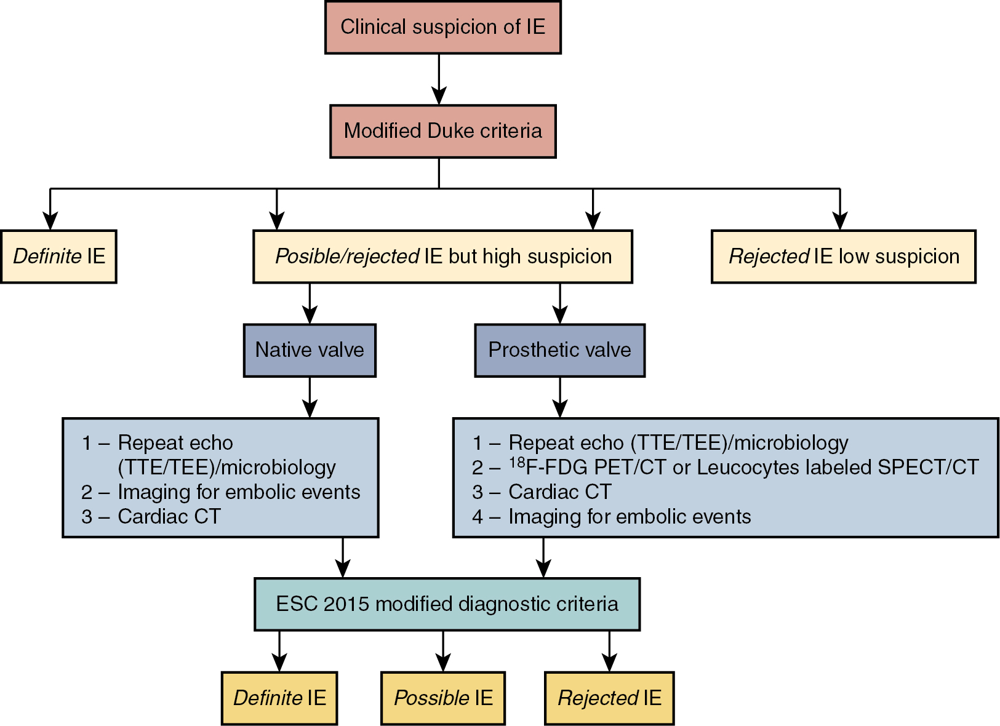 Clinical suspicion of IE
Modified Duke criteria
Definite IE
Posible/rejected IE but high suspicion
Rejected IE low suspicion
Native valve
Prosthetic valve
1 – Repeat echo
(TTE/TEE)/microbiology
2 – Imaging for embolic events
3 – Cardiac CT
1 – Repeat echo (TTE/TEE)/microbiology
2 – ¹⁸F-FDG PET/CT or Leucocytes labeled SPECT/CT
3 – Cardiac CT
4 – Imaging for embolic events
ESC 2015 modified diagnostic criteria
Definite IE
Possible IE
Rejected IE